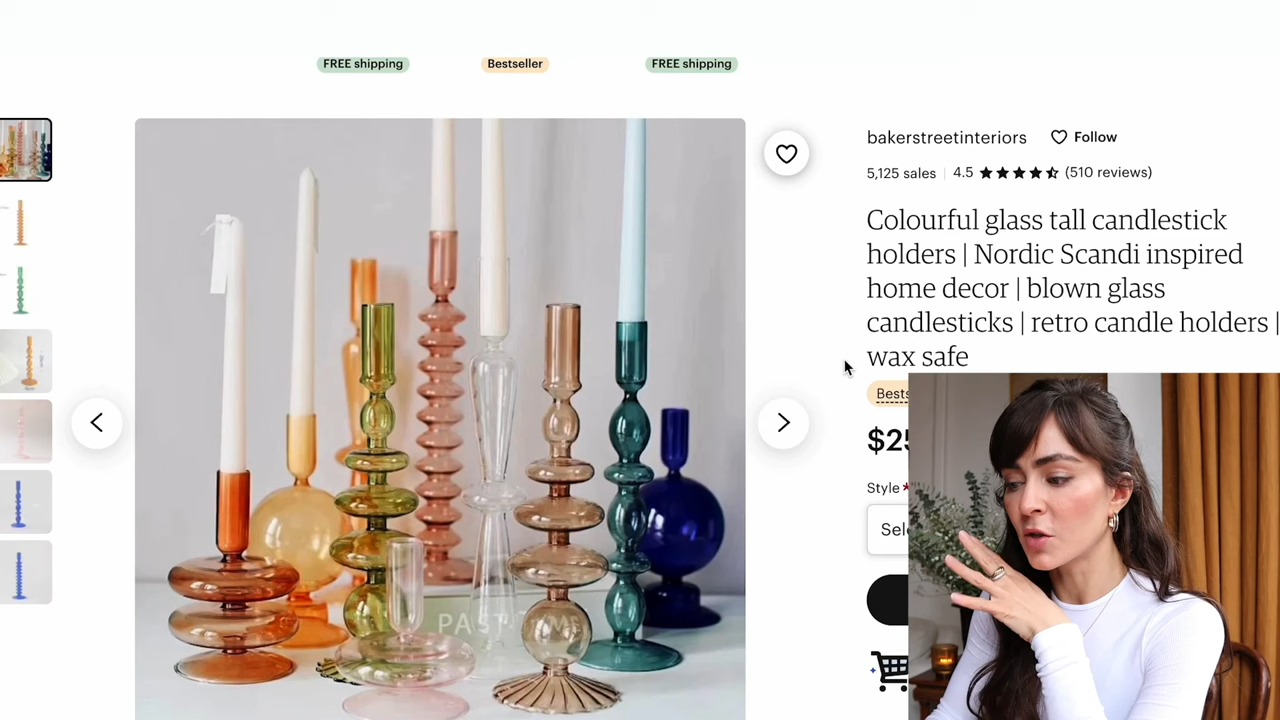 FREE shipping
Bestseller
FREE shipping
bakerstreetinteriors
Follow
5,125 sales
4.5
(510 reviews)
Colourful glass tall candlestick
holders | Nordic Scandi inspired
home decor | blown glass
candlesticks | retro candle holders |
wax safe
Style*